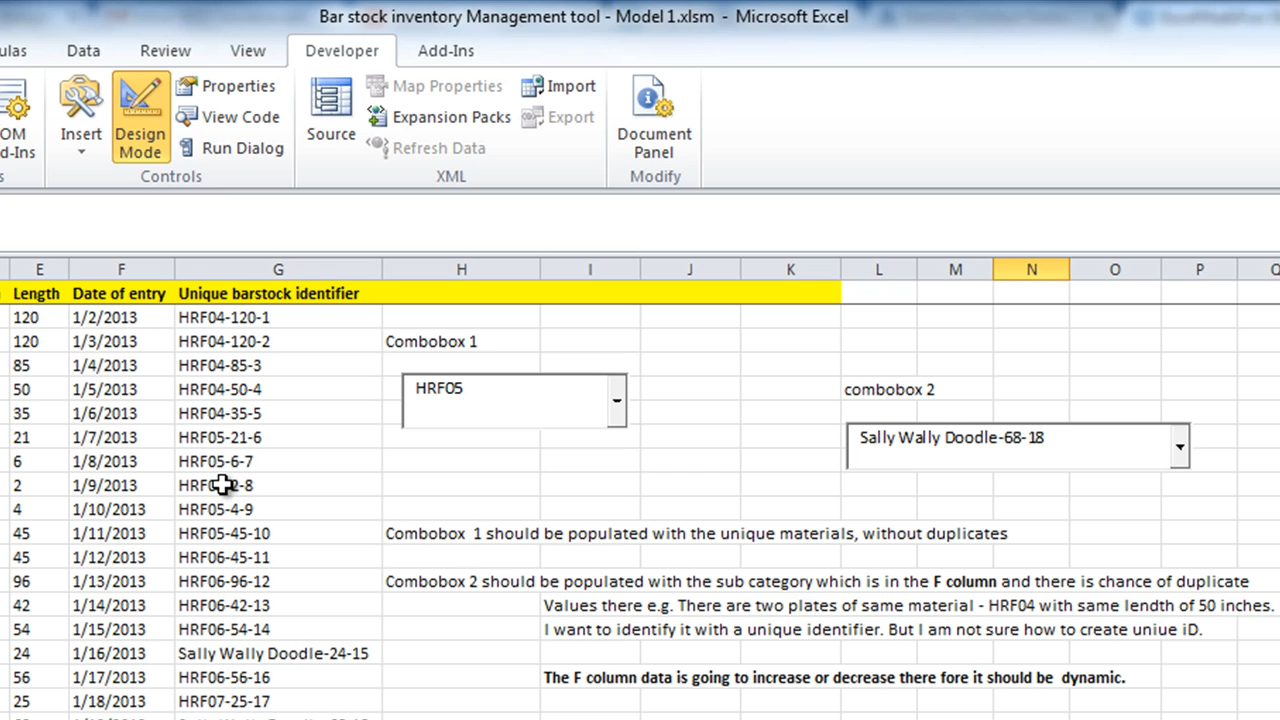 Bar stock inventory Management tool - Model 1.xlsm - Microsoft Excel
ulas Data Review View Developer Add-Ins
OM d-Ins
Insert
Design Mode
Properties
View Code
Run Dialog
Controls
Source
Map Properties
Expansion Packs
Refresh Data
Import
Export
XML
Document Panel
Modify
E F G H I J K L M N O P Q
Length Date of entry Unique barstock identifier
120 1/2/2013 HRF04-120-1
120 1/3/2013 HRF04-120-2 Combobox 1
85 1/4/2013 HRF04-85-3
HRF05
50 1/5/2013 HRF04-50-4 combobox 2
35 1/6/2013 HRF04-35-5
21 1/7/2013 HRF05-21-6 Sally Wally Doodle-68-18
6 1/8/2013 HRF05-6-7
2 1/9/2013
4 1/10/2013 HRF05-4-9
45 1/11/2013 HRF05-45-10 Combobox  1 should be populated with the unique materials, without duplicates
45 1/12/2013 HRF06-45-11
96 1/13/2013 HRF06-96-12 Combobox 2 should be populated with the sub category which is in the F column and there is chance of duplicate
42 1/14/2013 HRF06-42-13 Values there e.g. There are two plates of same material - HRF04 with same length of 50 inches.
54 1/15/2013 HRF06-54-14 I want to identify it with a unique identifier. But I am not sure how to create uniue iD.
24 1/16/2013 Sally Wally Doodle-24-15
56 1/17/2013 HRF06-56-16 The F column data is going to increase or decrease there fore it should be  dynamic.
25 1/18/2013 HRF07-25-17